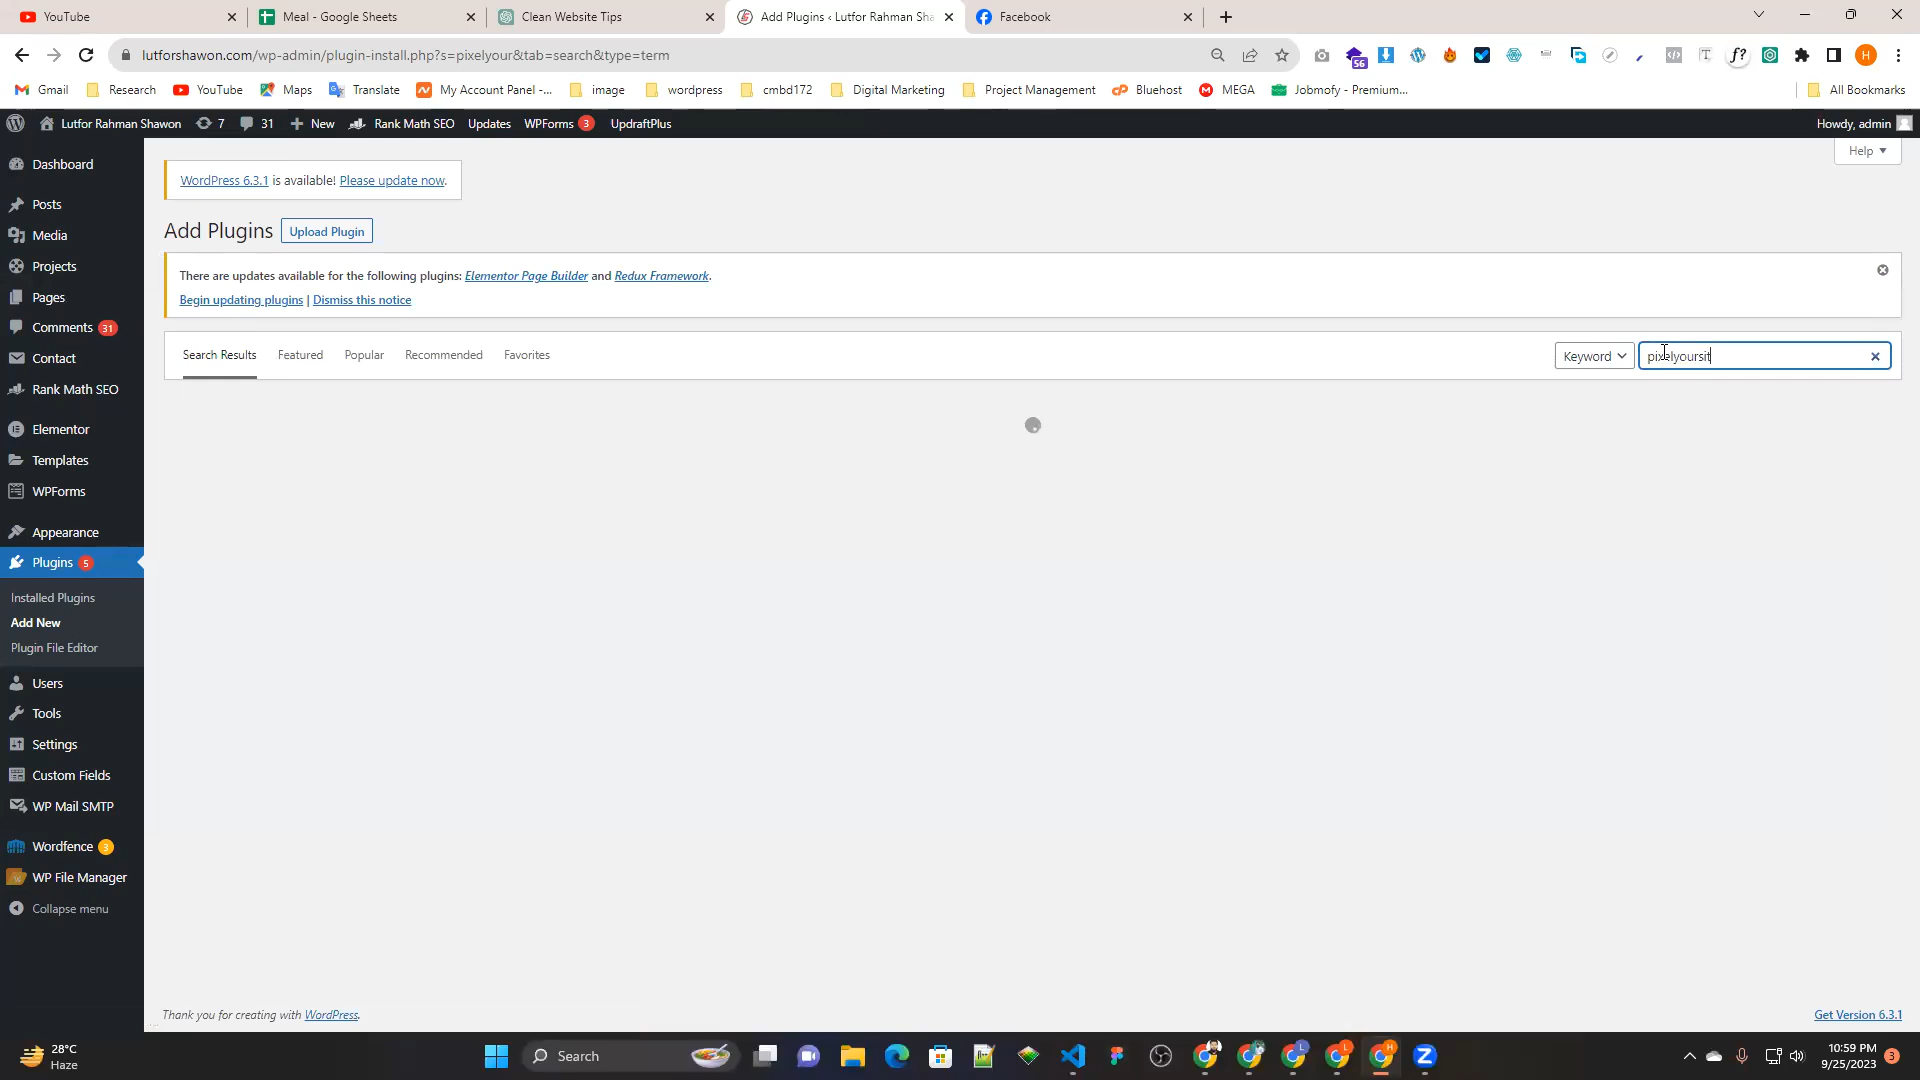 YouTube
Meal - Google Sheets
Clean Website Tips
Add Plugins ‹ Lutfor Rahman Sha
Facebook
lutforshawon.com/wp-admin/plugin-install.php?s=pixelyour&tab=search&type=term
56
H
Gmail
Research
YouTube
Maps
Translate
My Account Panel -...
image
wordpress
cmbd172
Digital Marketing
Project Management
Bluehost
MEGA
Jobmofy - Premium...
All Bookmarks
Lutfor Rahman Shawon
7
31
New
Rank Math SEO
Updates
WPForms 3
UpdraftPlus
Howdy, admin
Help
Dashboard
Posts
Media
Projects
Pages
Comments 31
Contact
Rank Math SEO
Elementor
Templates
WPForms
Appearance
Plugins 5
Installed Plugins
Add New
Plugin File Editor
Users
Tools
Settings
Custom Fields
WP Mail SMTP
Wordfence 3
WP File Manager
Collapse menu
WordPress 6.3.1 is available! Please update now.
Add Plugins
Upload Plugin
There are updates available for the following plugins: Elementor Page Builder and Redux Framework.
Begin updating plugins | Dismiss this notice
Search Results
Featured
Popular
Recommended
Favorites
Keyword
pixelyoursit
Thank you for creating with WordPress.
Get Version 6.3.1
28°C
Haze
Search
10:59 PM
9/25/2023
3